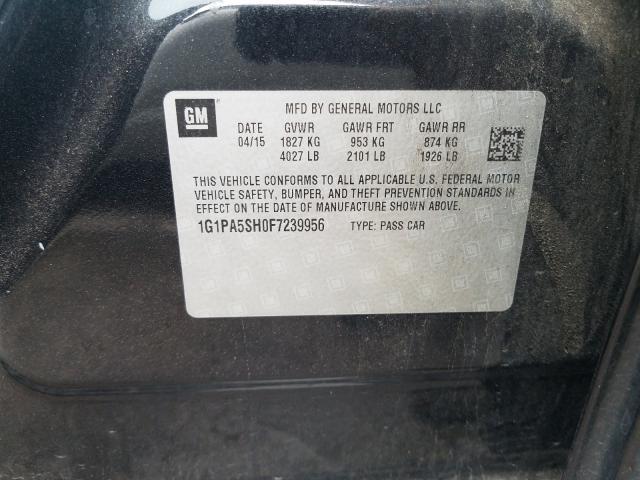 GM
MFD BY GENERAL MOTORS LLC
DATE GVWR GAWR FRT GAWR RR
04/15 1827 KG 953 KG 874 KG
4027 LB 2101 LB 1926 LB
THIS VEHICLE CONFORMS TO ALL APPLICABLE U.S. FEDERAL MOTOR
VEHICLE SAFETY, BUMPER, AND THEFT PREVENTION STANDARDS IN
EFFECT ON THE DATE OF MANUFACTURE SHOWN ABOVE.
1G1PA5SH0F7239956 TYPE: PASS CAR